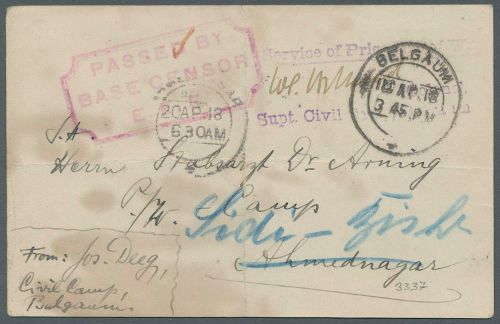 PASSED BY
BASE CENSOR
E
Service of Pris
Supt. Civil
20 AP.18
6.30 AM
BELGAUM
18 AP.18
3.45 P.M
S.H.
Herrn Stabsarzt Dr Arning
P/W. Camp
Sidi-Bishr
Ahmednagar
From: Jos. Deeg,
Civil Camp,
Belgaum.
3337